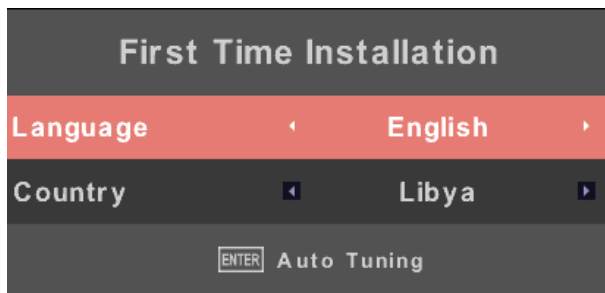 First Time Installation
Language English
Country Libya
ENTER Auto Tuning